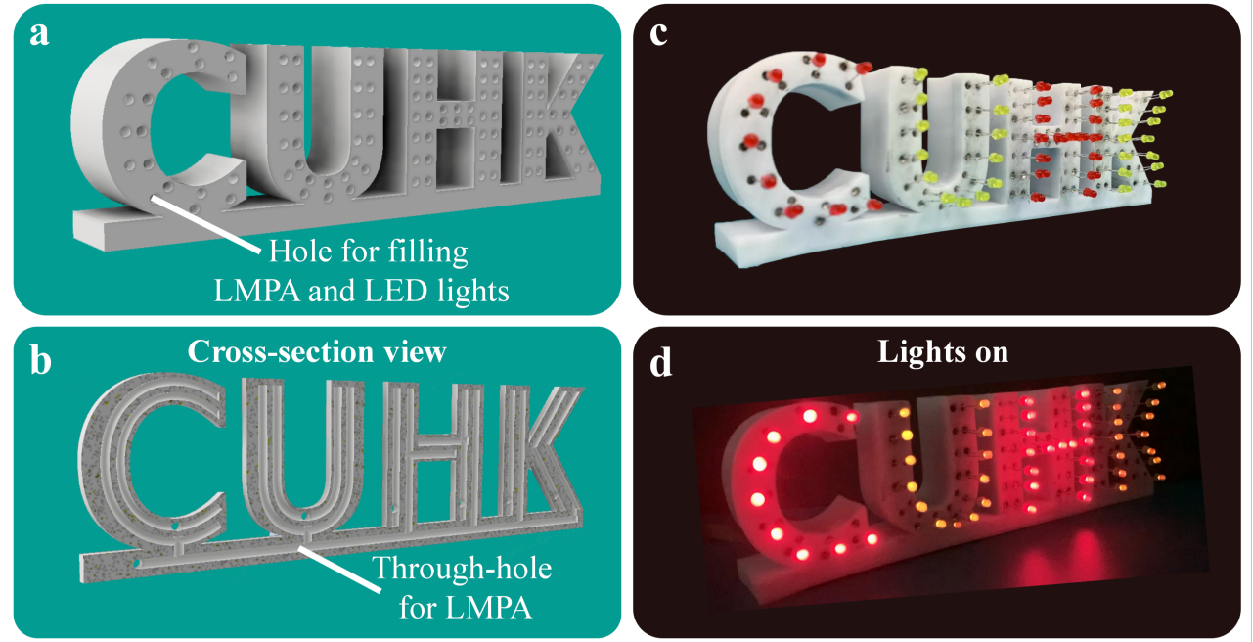 a
CUHK
Hole for filling
LMPA and LED lights
b
Cross-section view
CUHK
Through-hole
for LMPA
c
CUHK
d
Lights on
CUHK